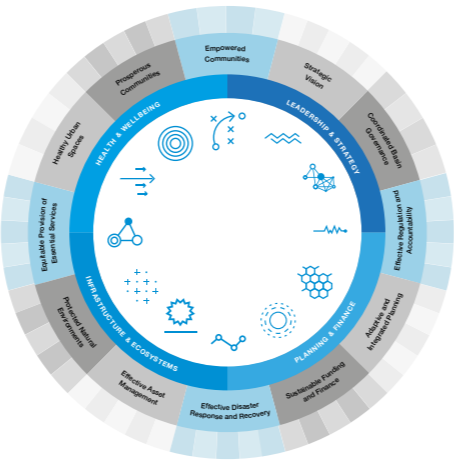 Empowered
Communities
Strategic
Vision
Coordinated Basin
Governance
Effective Regulation and
Accountability
Adaptive and
Integrated Planning
Sustainable Funding
and Finance
Effective Disaster
Response and Recovery
Effective Asset
Management
Protected Natural
Environments
Equitable Provision of
Essential Services
Healthy Urban
Spaces
Prosperous
Communities
LEADERSHIP & STRATEGY
PLANNING & FINANCE
INFRASTRUCTURE & ECOSYSTEMS
HEALTH & WELLBEING